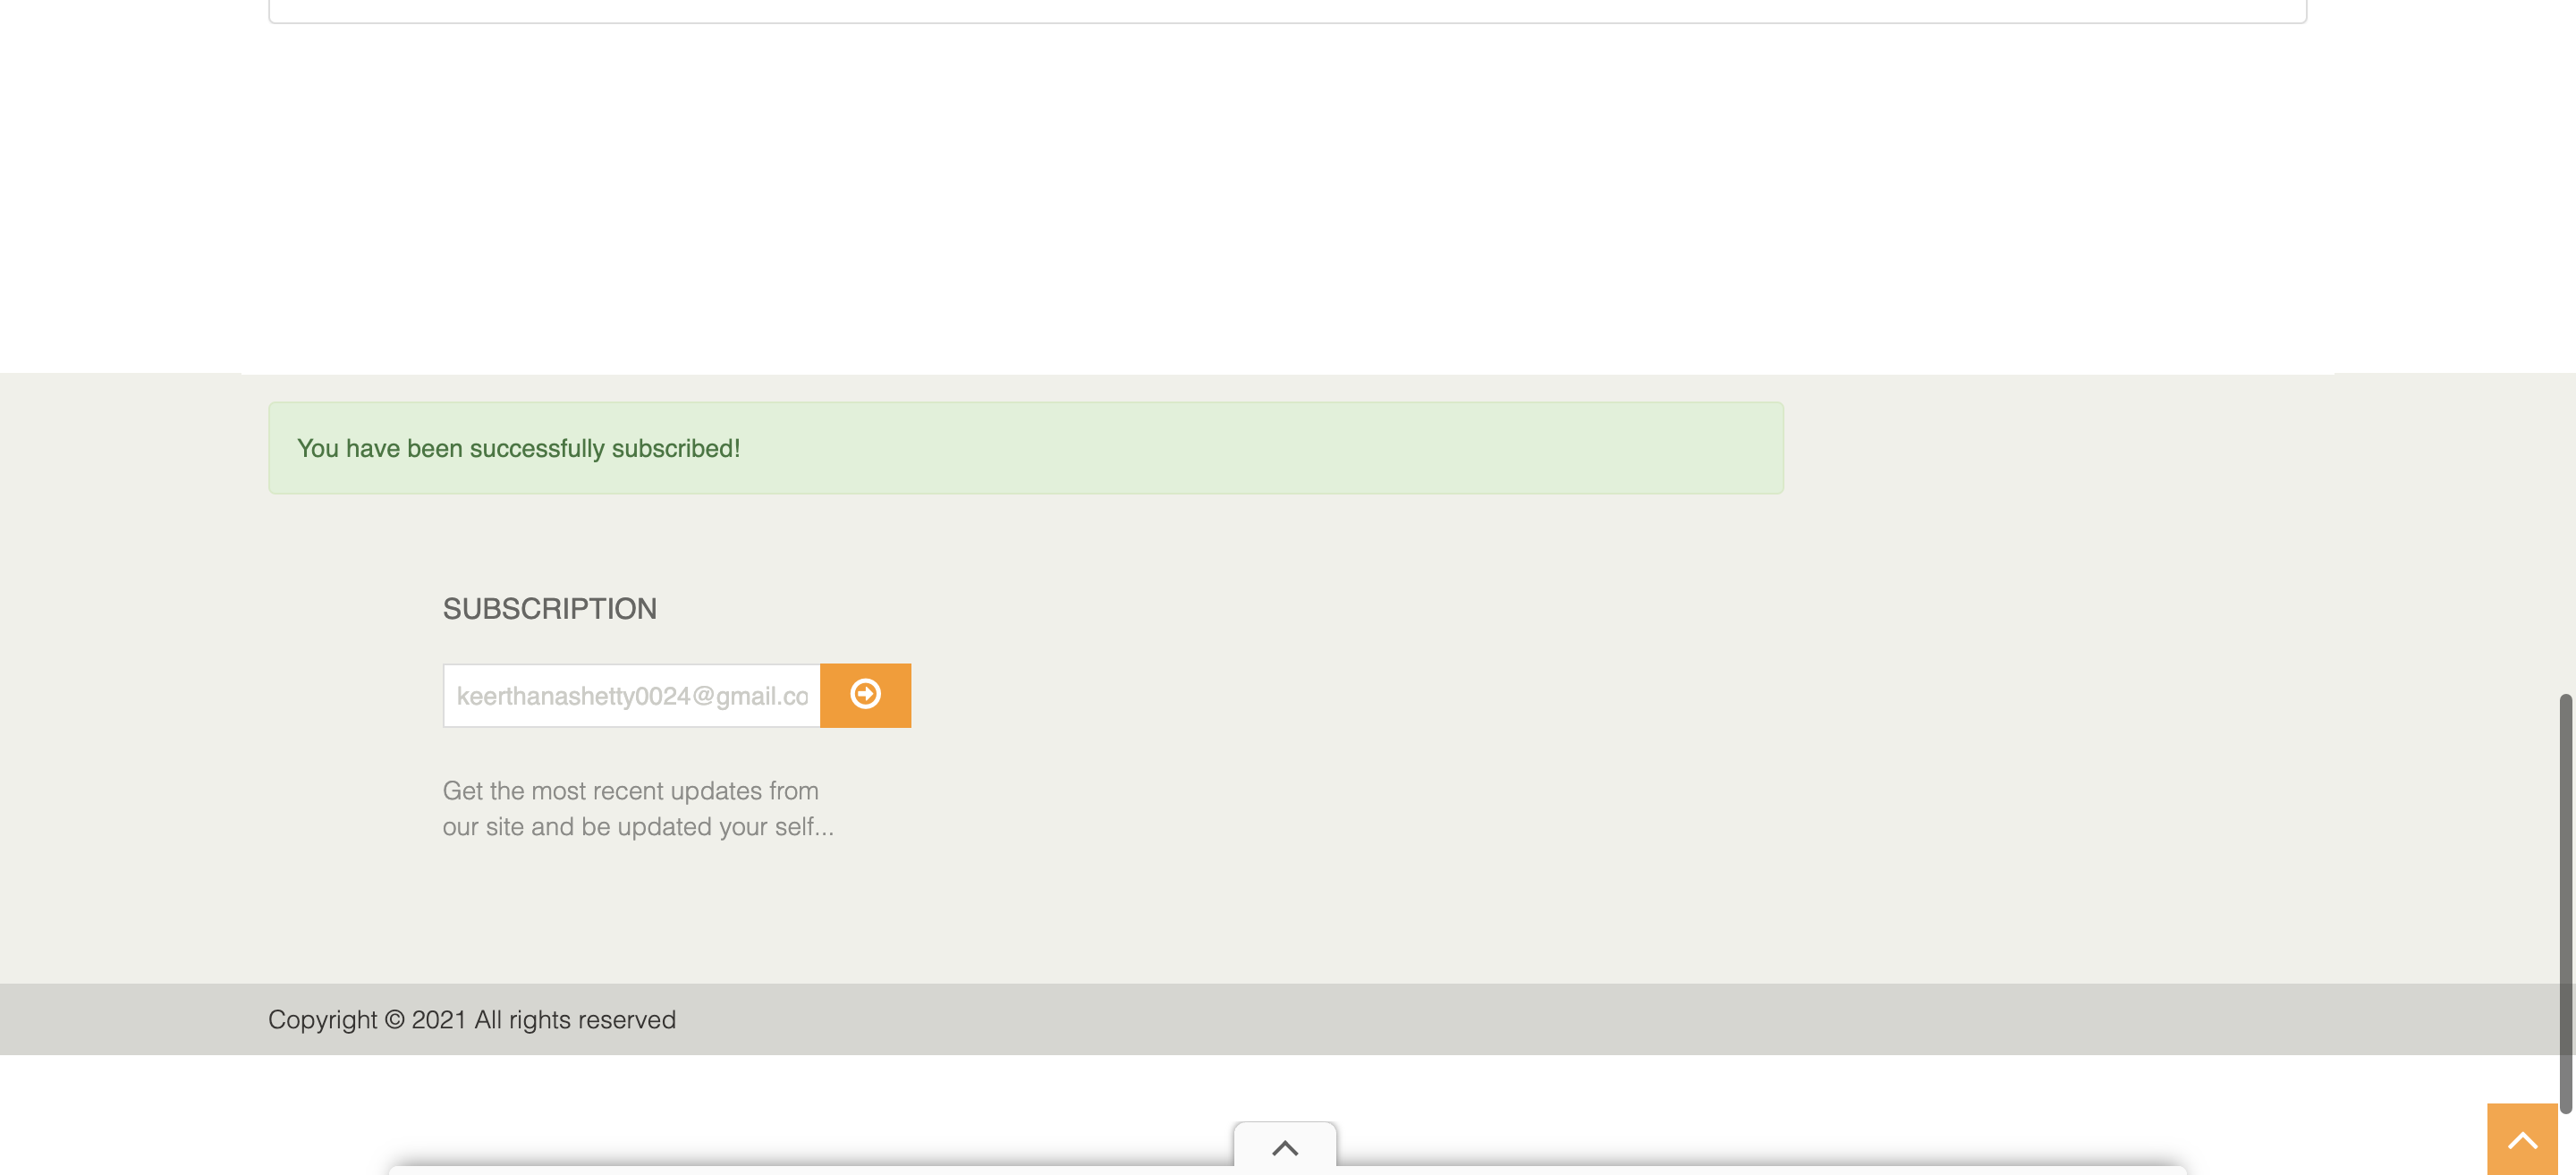 You have been successfully subscribed!
SUBSCRIPTION
keerthanashetty0024@gmail.co
Get the most recent updates from
our site and be updated your self...
Copyright © 2021 All rights reserved